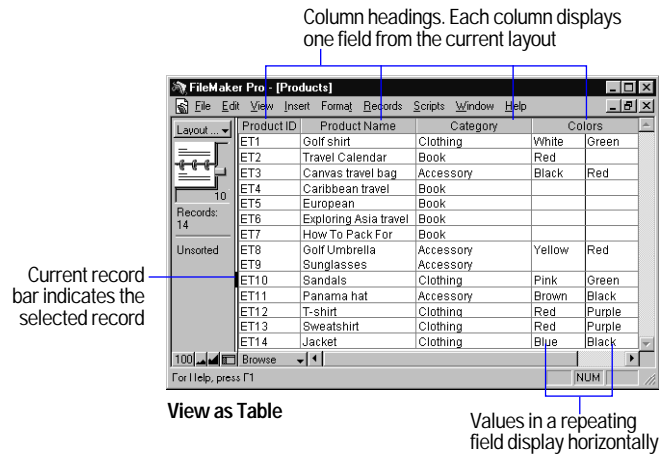 Column headings. Each column displays
one field from the current layout
FileMaker Pro - [Products]
File Edit View Insert Format Records Scripts Window Help
Layout ...
Product ID Product Name Category Colors
ET1 Golf shirt Clothing White Green
ET2 Travel Calendar Book Red
ET3 Canvas travel bag Accessory Black Red
ET4 Caribbean travel Book
ET5 European Book
ET6 Exploring Asia travel Book
ET7 How To Pack For Book
ET8 Golf Umbrella Accessory Yellow Red
ET9 Sunglasses Accessory
ET10 Sandals Clothing Pink Green
ET11 Panama hat Accessory Brown Black
ET12 T-shirt Clothing Red Purple
ET13 Sweatshirt Clothing Red Purple
ET14 Jacket Clothing Blue Black
10
Records:
14
Unsorted
Current record
bar indicates the
selected record
100 Browse
For Help, press F1 NUM
View as Table
Values in a repeating
field display horizontally